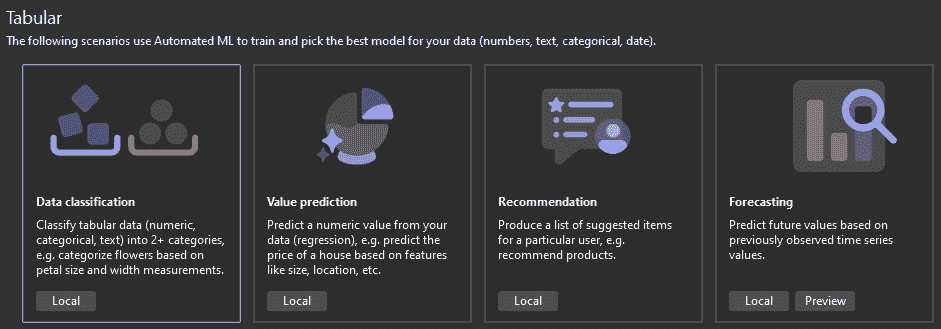 Tabular
The following scenarios use Automated ML to train and pick the best model for your data (numbers, text, categorical, date).
Data classification
Classify tabular data (numeric,
categorical, text) into 2+ categories,
e.g. categorize flowers based on
petal size and width measurements.
Local
Value prediction
Predict a numeric value from your
data (regression), e.g. predict the
price of a house based on features
like size, location, etc.
Local
Recommendation
Produce a list of suggested items
for a particular user, e.g.
recommend products.
Local
Forecasting
Predict future values based on
previously observed time series
values.
Local
Preview